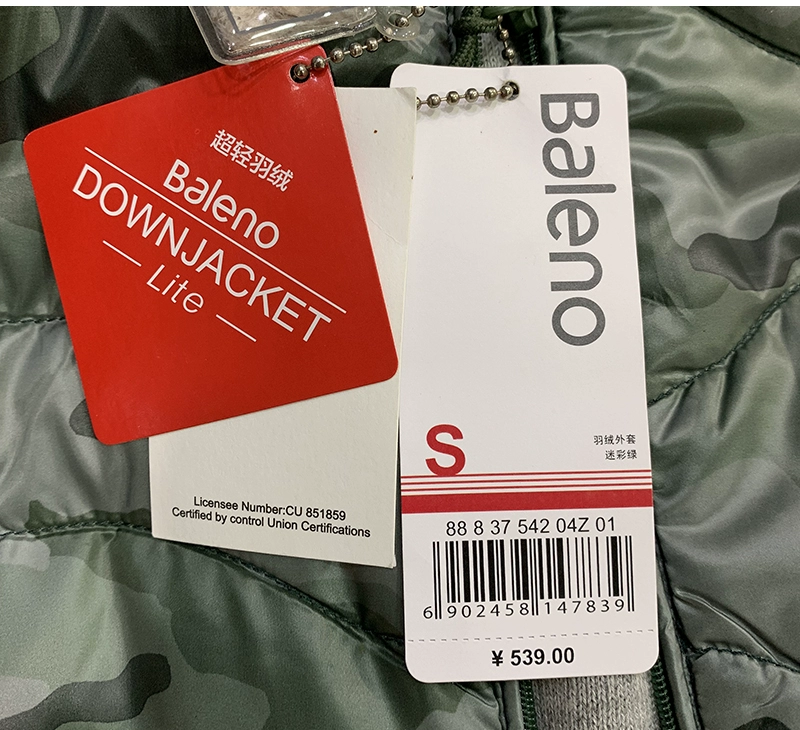 超轻羽绒
Baleno
DOWNJACKET
Lite
Licensee Number:CU 851859
Certified by control Union Certifications
Baleno
S
羽绒外套
迷彩绿
88 8 37 542 04Z 01
6 902458 147839
¥ 539.00